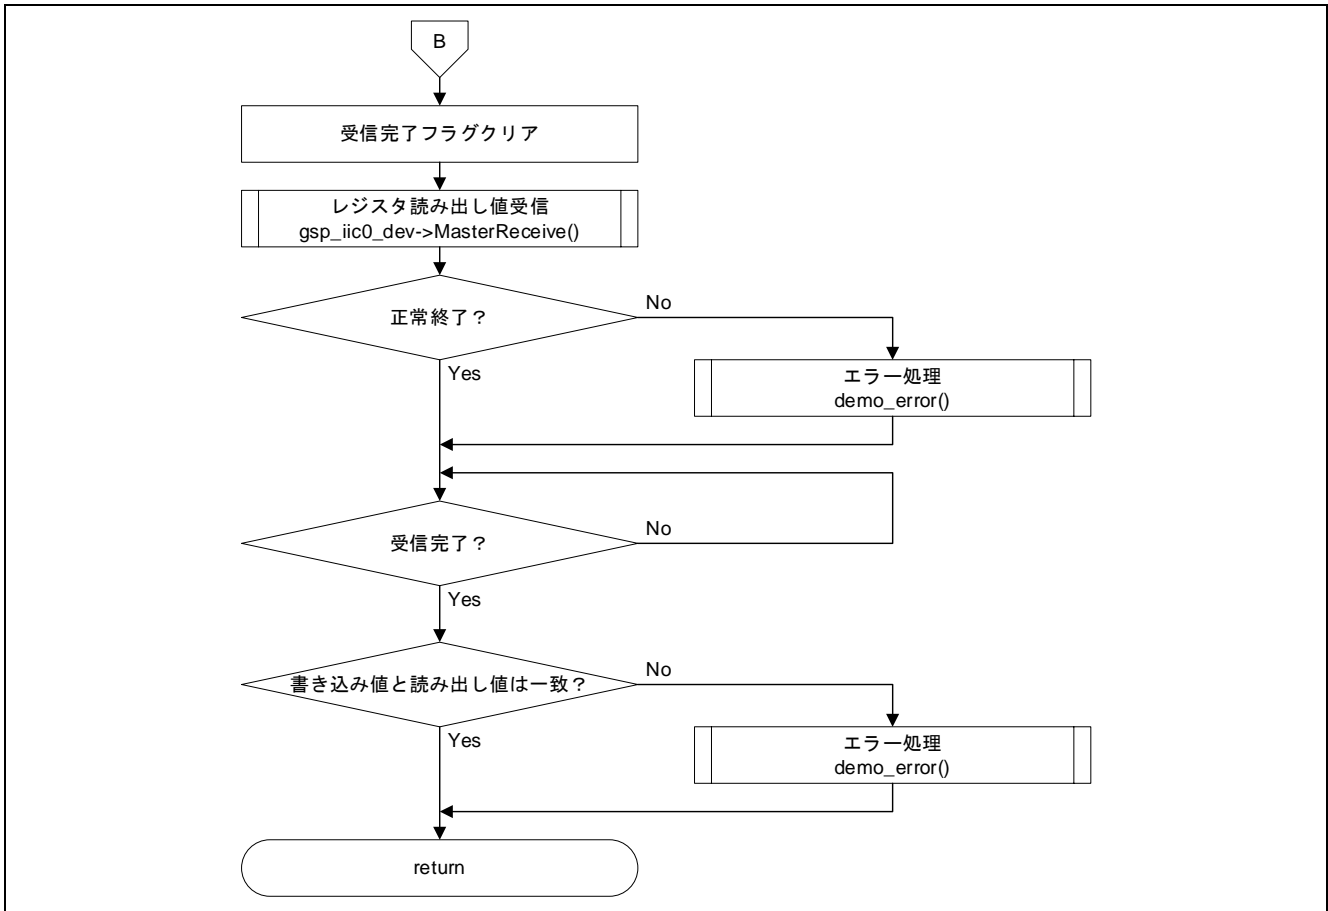 B
受信完了フラグクリア
レジスタ読み出し値受信
gsp_iic0_dev->MasterReceive()
正常終了？
No
Yes
エラー処理
demo_error()
受信完了？
No
Yes
書き込み値と読み出し値は一致？
No
Yes
エラー処理
demo_error()
return